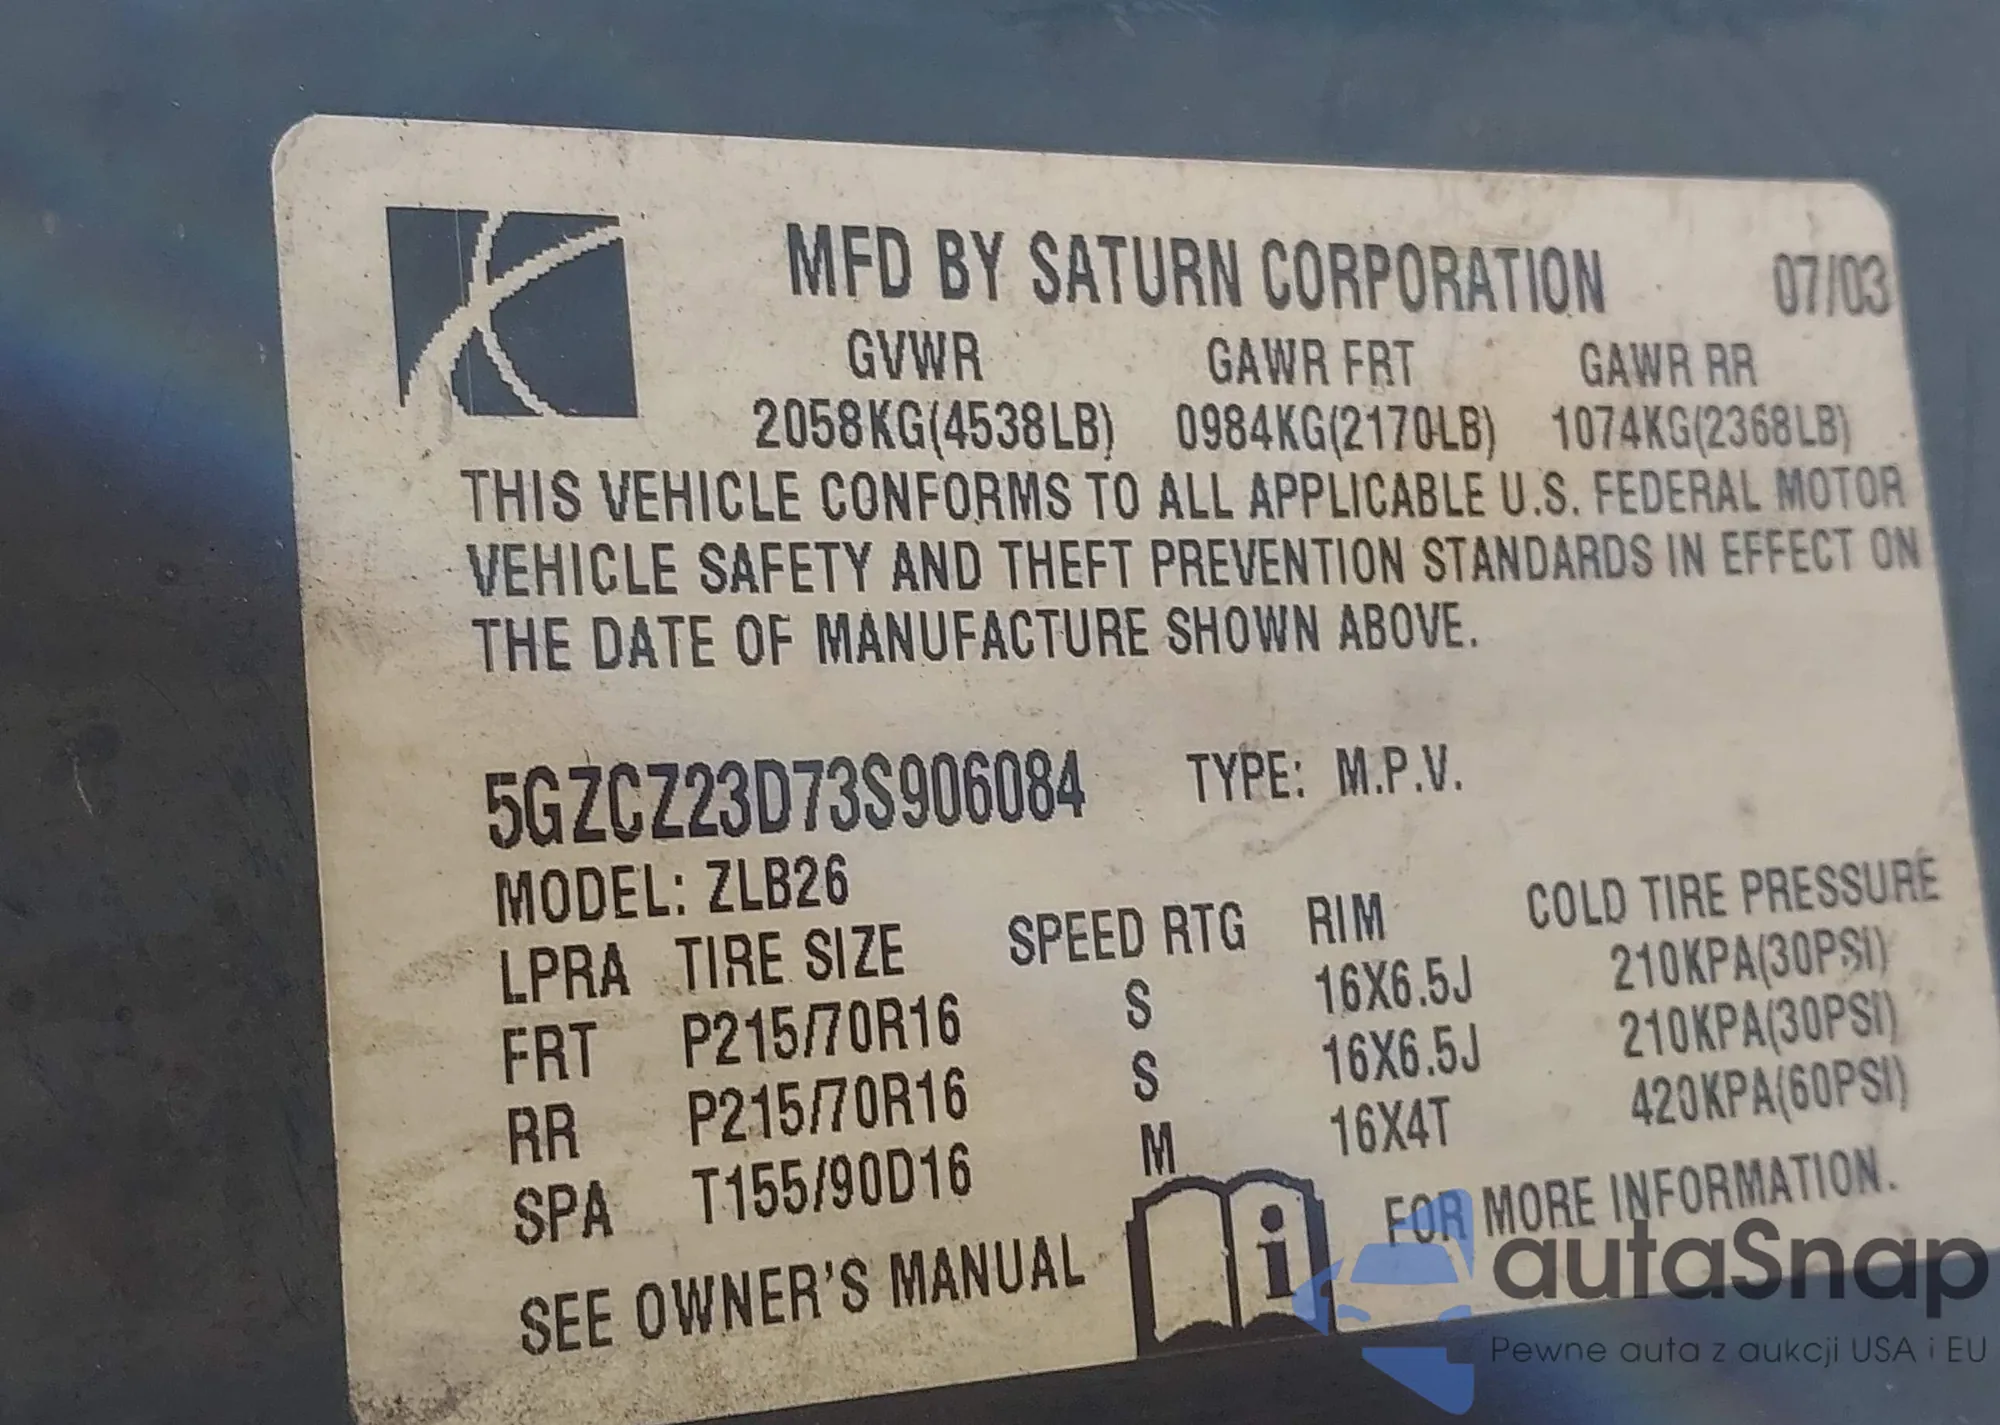 MFD BY SATURN CORPORATION 07/03
GVWR GAWR FRT GAWR RR
2058KG(4538LB) 0984KG(2170LB) 1074KG(2368LB)
THIS VEHICLE CONFORMS TO ALL APPLICABLE U.S. FEDERAL MOTOR
VEHICLE SAFETY AND THEFT PREVENTION STANDARDS IN EFFECT ON
THE DATE OF MANUFACTURE SHOWN ABOVE.
5GZCZ23D73S906084 TYPE: M.P.V.
MODEL: ZLB26
LPRA TIRE SIZE SPEED RTG RIM COLD TIRE PRESSURE
FRT P215/70R16 S 16X6.5J 210KPA(30PSI)
RR P215/70R16 S 16X6.5J 210KPA(30PSI)
SPA T155/90D16 M 16X4T 420KPA(60PSI)
SEE OWNER'S MANUAL i FOR MORE INFORMATION.
autaSnap
Pewne auta z aukcji USA i EU